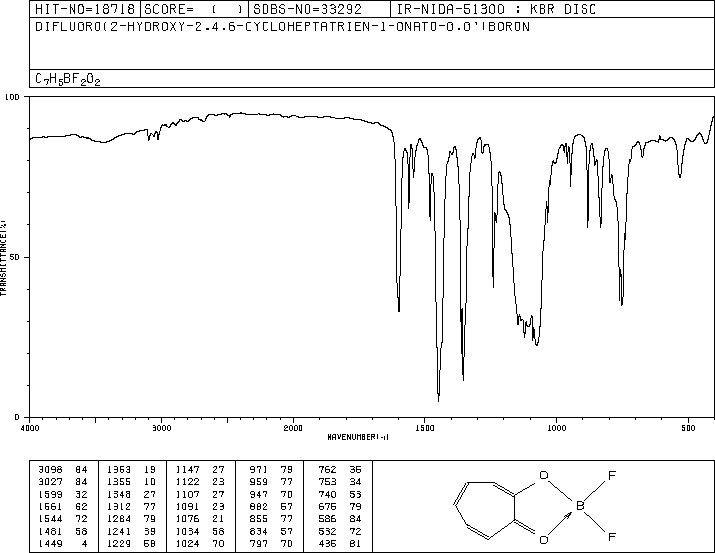 HIT-NO=18718 SCORE= ( ) SDBS-NO=33292 IR-NIDA-51300 : KBR DISC
DIFLUORO(2-HYDROXY-2,4,6-CYCLOHEPTATRIEN-1-ONATO-O,O')BORON
C7H5BF2O2
100
50
0
TRANSMITTANCE(%)
4000 3000 2000 1500 1000 500
WAVENUMBER(-1)
3098 84 1363 19 1147 27 971 79 762 36
3027 84 1355 10 1122 23 959 77 753 34
1599 32 1348 27 1107 27 947 70 740 53
1561 62 1312 77 1091 23 882 57 676 79
1544 72 1284 79 1076 21 855 77 586 84
1481 58 1241 39 1034 58 834 57 532 72
1449 4 1229 58 1024 70 797 70 436 81
O F
B
O F